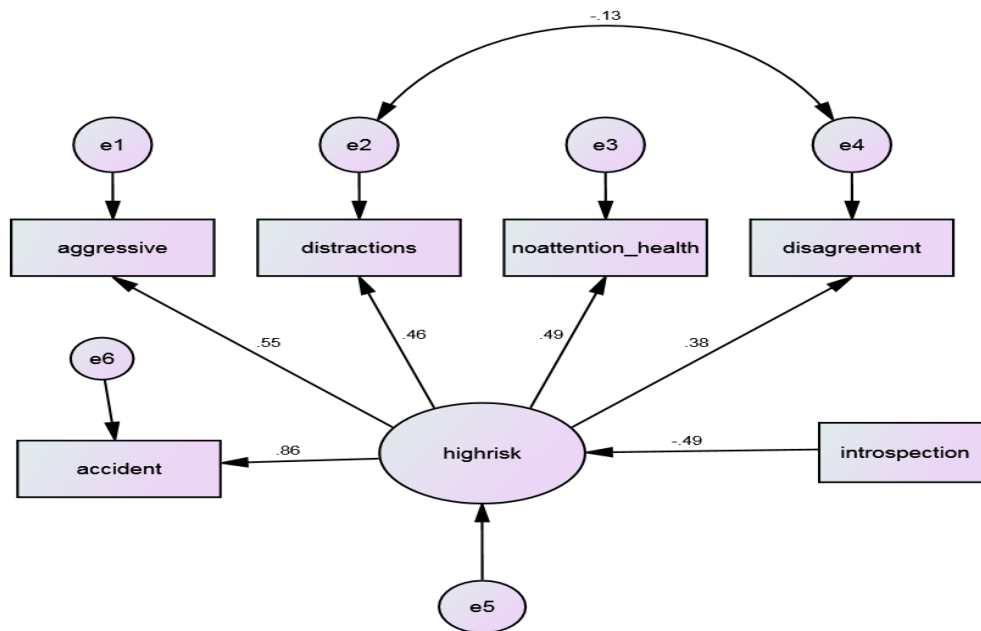 -.13
e1
e2
e3
e4
aggressive
distractions
noattention_health
disagreement
.55
.46
.49
.38
e6
accident
.86
highrisk
-.49
introspection
e5